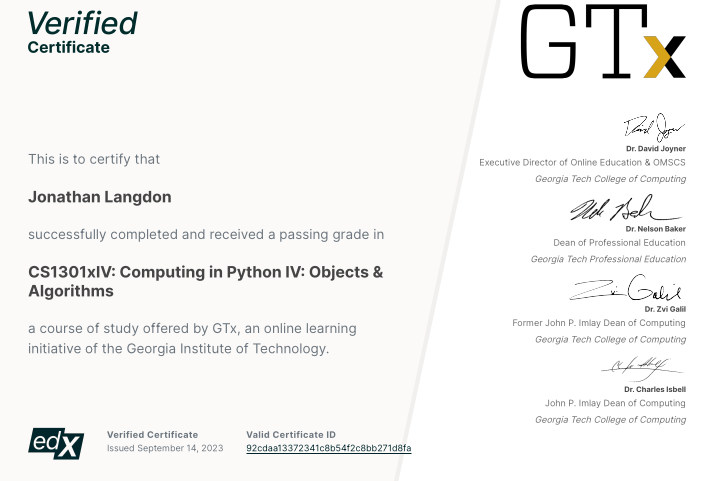 Verified
Certificate
GTx
This is to certify that
Jonathan Langdon
successfully completed and received a passing grade in
CS1301xIV: Computing in Python IV: Objects &
Algorithms
a course of study offered by GTx, an online learning
initiative of the Georgia Institute of Technology.
edX
Verified Certificate
Issued September 14, 2023
Valid Certificate ID
92cdaa13372341c8b54f2c8bb271d8fa
Dr. David Joyner
Executive Director of Online Education & OMSCS
Georgia Tech College of Computing
Dr. Nelson Baker
Dean of Professional Education
Georgia Tech Professional Education
Zvi Galil
Dr. Zvi Galil
Former John P. Imlay Dean of Computing
Georgia Tech College of Computing
Dr. Charles Isbell
John P. Imlay Dean of Computing
Georgia Tech College of Computing